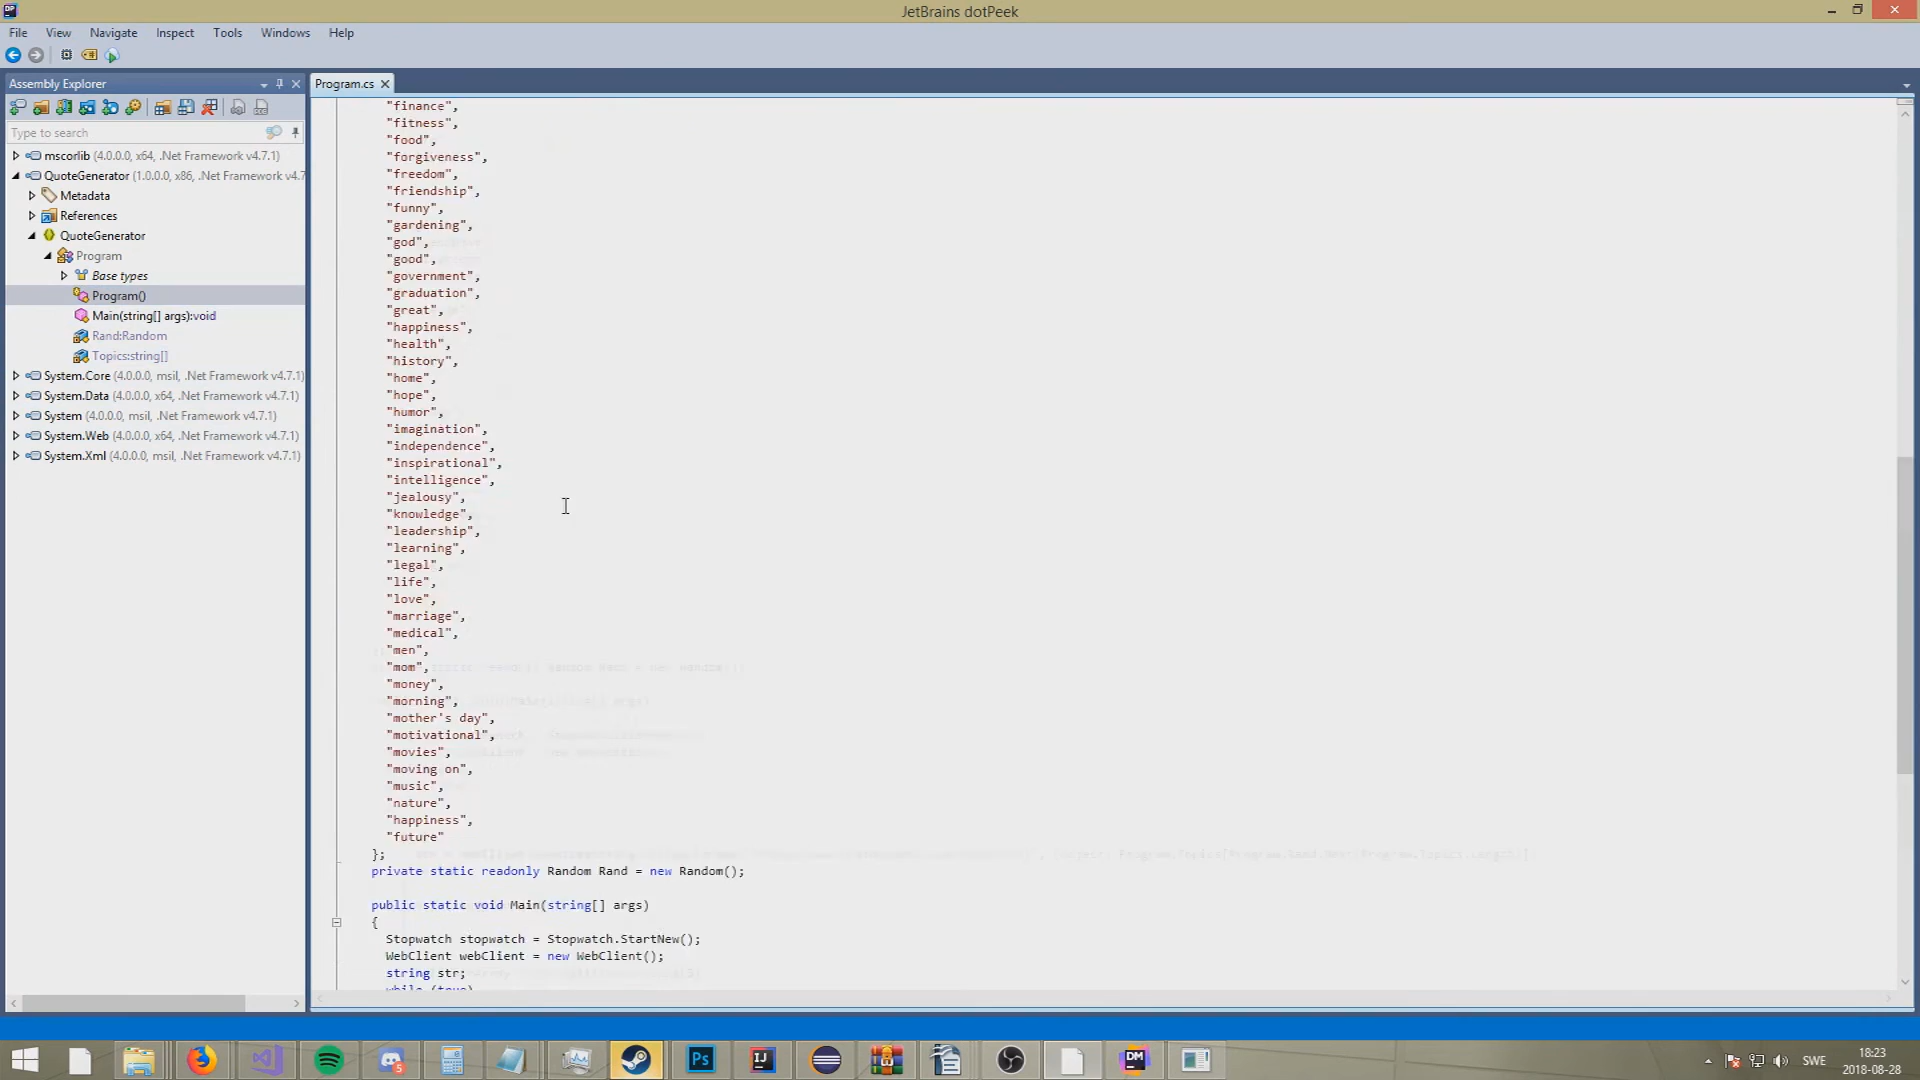 JetBrains dotPeek
File View Navigate Inspect Tools Windows Help
Assembly Explorer
Type to search
mscorlib (4.0.0.0, x64, .Net Framework v4.7.1)
QuoteGenerator (1.0.0.0, x86, .Net Framework v4.7
Metadata
References
QuoteGenerator
Program
Base types
Program()
Main(string[] args):void
Rand:Random
Topics:string[]
System.Core (4.0.0.0, msil, .Net Framework v4.7.1)
System.Data (4.0.0.0, x64, .Net Framework v4.7.1)
System (4.0.0.0, msil, .Net Framework v4.7.1)
System.Web (4.0.0.0, x64, .Net Framework v4.7.1)
System.Xml (4.0.0.0, msil, .Net Framework v4.7.1)
Program.cs
"finance",
"fitness",
"food",
"forgiveness",
"freedom",
"friendship",
"funny",
"gardening",
"god",
"good",
"government",
"graduation",
"great",
"happiness",
"health",
"history",
"home",
"hope",
"humor",
"imagination",
"independence",
"inspirational",
"intelligence",
"jealousy",
"knowledge",
"leadership",
"learning",
"legal",
"life",
"love",
"marriage",
"medical",
"men",
"mom",
"money",
"morning",
"mother's day",
"motivational",
"movies",
"moving on",
"music",
"nature",
"happiness",
"future"
};
private static readonly Random Rand = new Random();
public static void Main(string[] args)
{
Stopwatch stopwatch = Stopwatch.StartNew();
WebClient webClient = new WebClient();
string str;
while (true)
SWE
18:23
2018-08-28